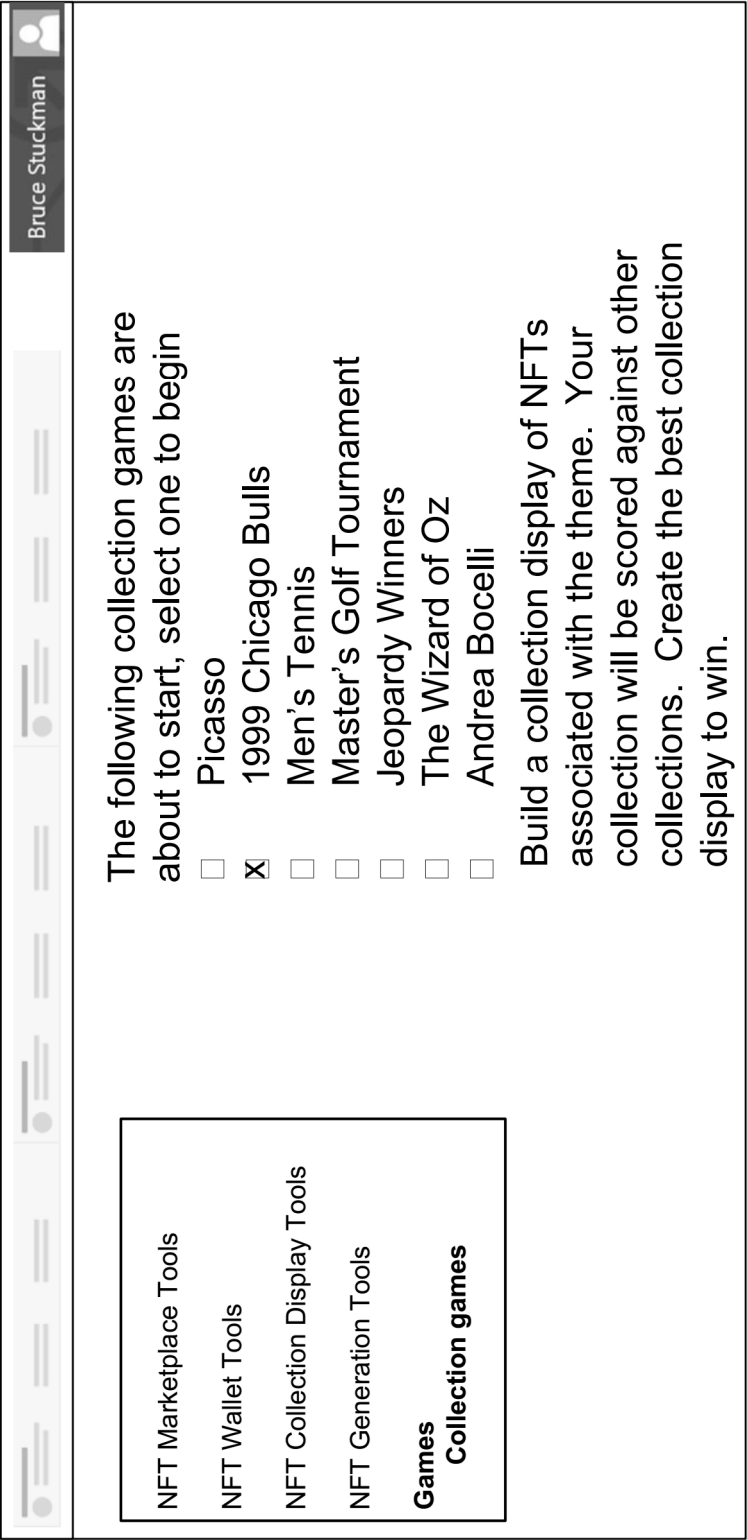 Bruce Stuckman
NFT Marketplace Tools
NFT Wallet Tools
NFT Collection Display Tools
NFT Generation Tools
Games
Collection games
The following collection games are
about to start, select one to begin
Picasso
X 1999 Chicago Bulls
Men's Tennis
Master's Golf Tournament
Jeopardy Winners
The Wizard of Oz
Andrea Bocelli
Build a collection display of NFTs
associated with the theme. Your
collection will be scored against other
collections. Create the best collection
display to win.